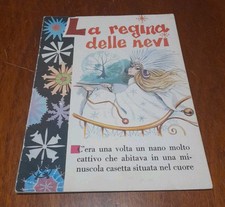 La regina
delle nevi
C'era una volta un nano molto
cattivo che abitava in una mi-
nuscola casetta situata nel cuore